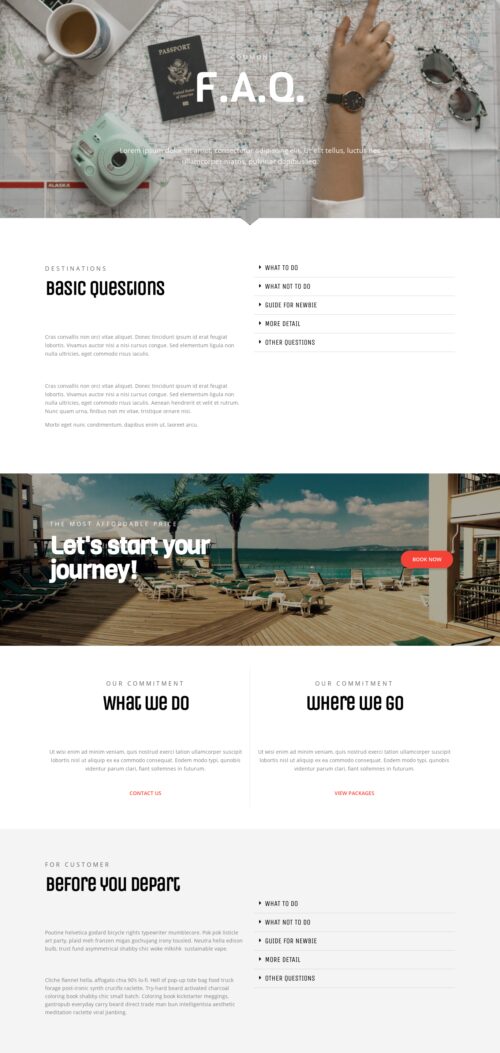 COMMON
F.A.Q.
PASSPORT
Lorem ipsum dolor sit amet, consectetur adipiscing elit. Ut elit tellus, luctus nec
ullamcorper mattis, pulvinar dapibus leo.
ALASKA
DESTINATIONS
Basic Questions
Cras convallis non orci vitae aliquet. Donec tincidunt ipsum id erat feugiat
lobortis. Vivamus auctor nisi a nisi cursus congue. Sed elementum ligula non
nulla ultricies, eget commodo risus iaculis.
Cras convallis non orci vitae aliquet. Donec tincidunt ipsum id erat feugiat
lobortis. Vivamus auctor nisi a nisi cursus congue. Sed elementum ligula non
nulla ultricies, eget commodo risus iaculis. Aenean hendrerit et velit et rutrum.
Nunc quam urna, finibus non mi vitae, tristique ornare nisi.
Morbi eget nunc condimentum, dapibus enim ut, laoreet arcu.
WHAT TO DO
WHAT NOT TO DO
GUIDE FOR NEWBIE
MORE DETAIL
OTHER QUESTIONS
THE MOST AFFORDABLE PRICE
Let's start your
journey!
BOOK NOW
OUR COMMITMENT
What We Do
Ut wisi enim ad minim veniam, quis nostrud exerci tation ullamcorper suscipit
lobortis nisl ut aliquip ex ea commodo consequat. Endem modo typi, qunobis
videntur parum clari, fiant sollemnes in futurum.
CONTACT US
OUR COMMITMENT
Where We Go
Ut wisi enim ad minim veniam, quis nostrud exerci tation ullamcorper suscipit
lobortis nisl ut aliquip ex ea commodo consequat. Endem modo typi, qunobis
videntur parum clari, fiant sollemnes in futurum.
VIEW PACKAGES
FOR CUSTOMER
Before You Depart
Poutine helvetica godard bicycle rights typewriter mumblecore. Pok pok listicle
art party, plaid meh franzen migas gochujang irony tousled. Neutra hella edison
bulb, trust fund asymmetrical shabby chic woke mlkshk sustainable vape.
Cliche flannel hella, affogato chia 90's lo-fi. Hell of pop-up tote bag food truck
forage post-ironic synth crucifix raclette. Try-hard beard activated charcoal
coloring book shabby chic small batch. Coloring book kickstarter meggings,
gastropub everyday carry beard direct trade man bun intelligentsia aesthetic
meditation raclette viral jianbing.
WHAT TO DO
WHAT NOT TO DO
GUIDE FOR NEWBIE
MORE DETAIL
OTHER QUESTIONS